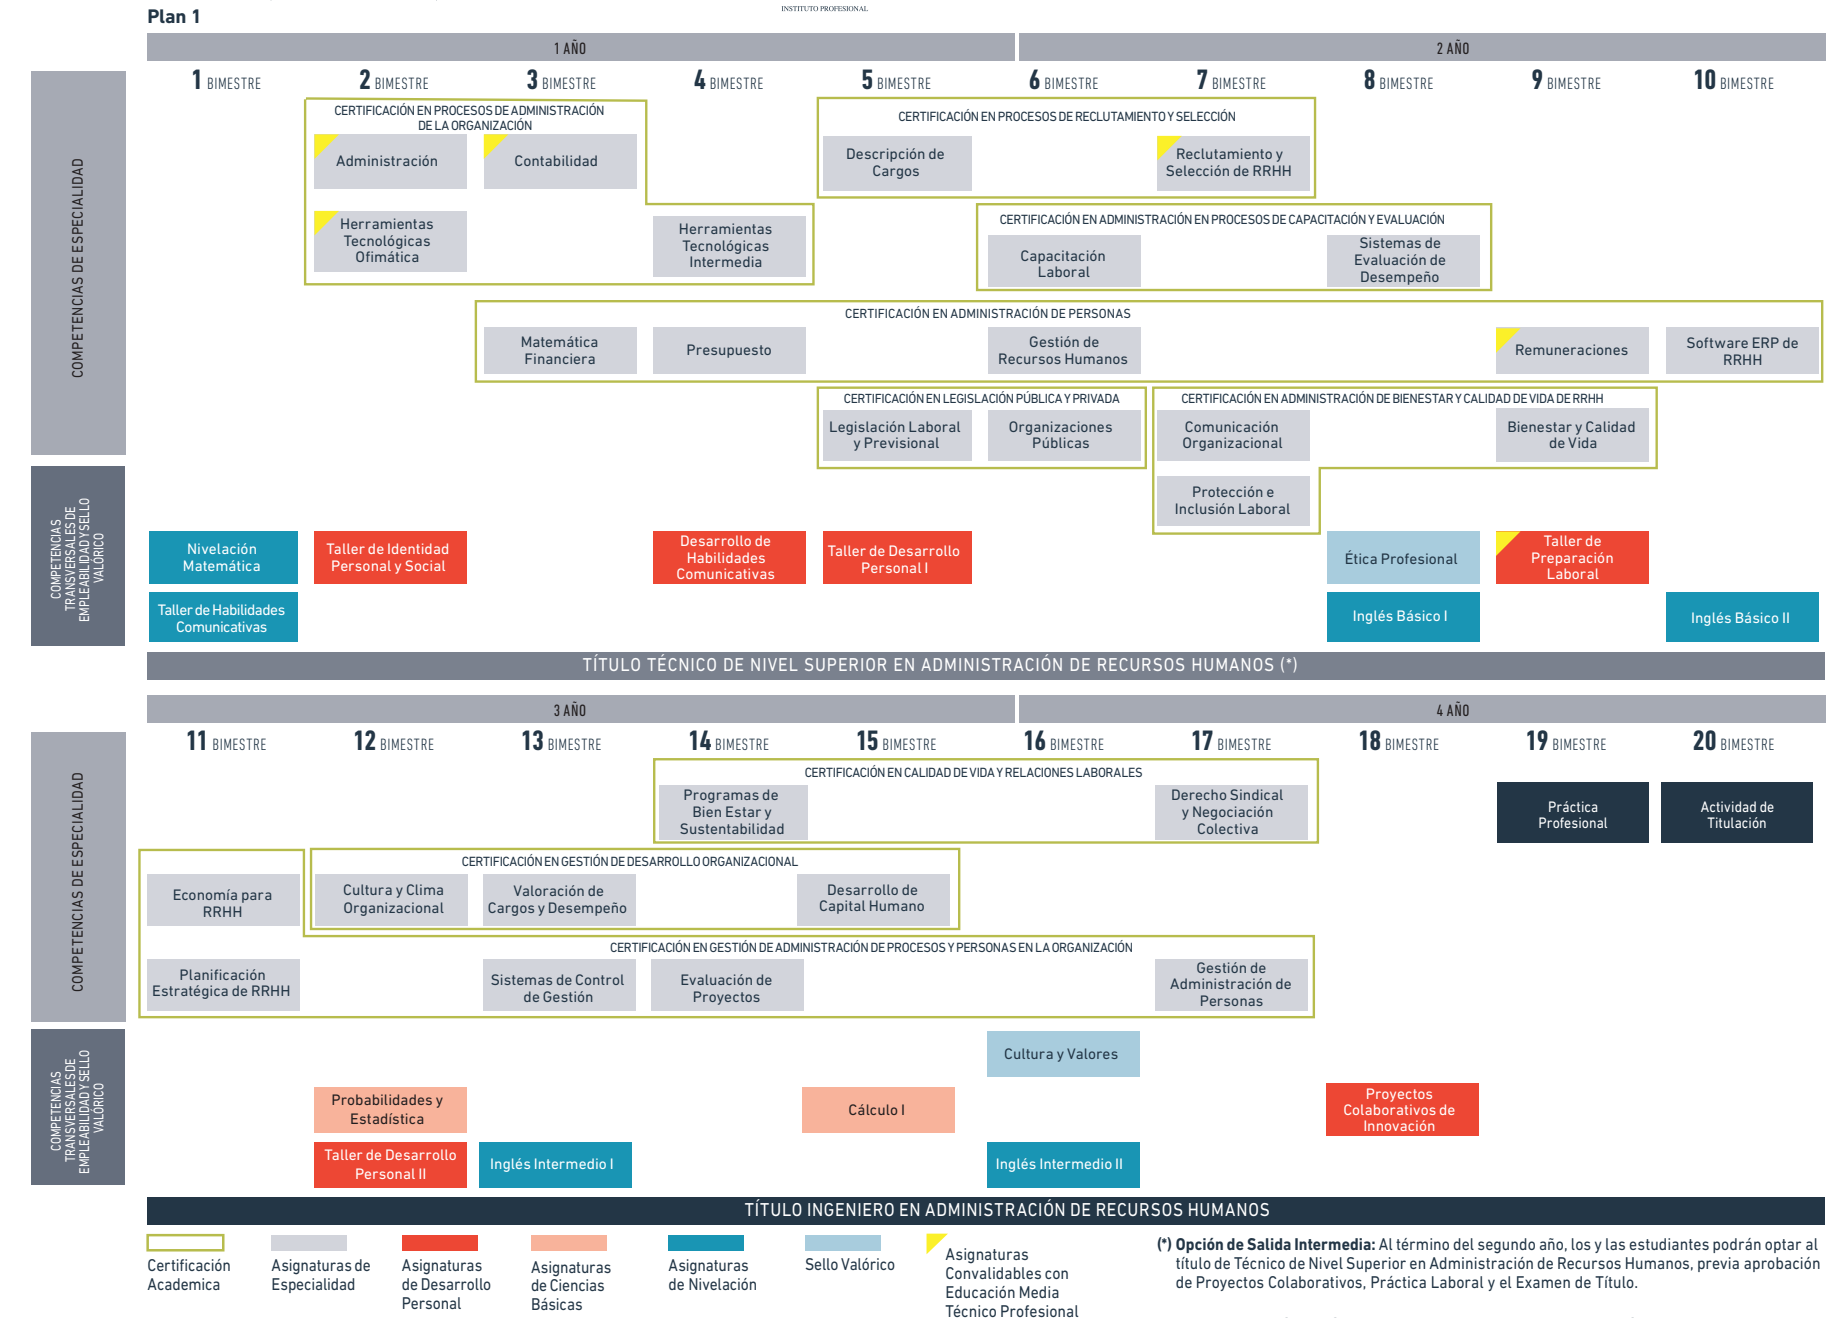 INSTITUTO PROFESIONAL
Plan 1
1 AÑO
2 AÑO
1 BIMESTRE
2 BIMESTRE
3 BIMESTRE
4 BIMESTRE
5 BIMESTRE
6 BIMESTRE
7 BIMESTRE
8 BIMESTRE
9 BIMESTRE
10 BIMESTRE
COMPETENCIAS DE ESPECIALIDAD
CERTIFICACIÓN EN PROCESOS DE ADMINISTRACIÓN
DE LA ORGANIZACIÓN
Administración
Contabilidad
Herramientas
Tecnológicas
Ofimática
Herramientas
Tecnológicas
Intermedia
CERTIFICACIÓN EN PROCESOS DE RECLUTAMIENTO Y SELECCIÓN
Descripción de
Cargos
Reclutamiento y
Selección de RRHH
CERTIFICACIÓN EN ADMINISTRACIÓN EN PROCESOS DE CAPACITACIÓN Y EVALUACIÓN
Capacitación
Laboral
Sistemas de
Evaluación de
Desempeño
CERTIFICACIÓN EN ADMINISTRACIÓN DE PERSONAS
Matemática
Financiera
Presupuesto
Gestión de
Recursos Humanos
Remuneraciones
Software ERP de
RRHH
CERTIFICACIÓN EN LEGISLACIÓN PÚBLICA Y PRIVADA
Legislación Laboral
y Previsional
Organizaciones
Públicas
CERTIFICACIÓN EN ADMINISTRACIÓN DE BIENESTAR Y CALIDAD DE VIDA DE RRHH
Comunicación
Organizacional
Bienestar y Calidad
de Vida
Protección e
Inclusión Laboral
COMPETENCIAS
TRANSVERSALES DE
EMPLEABILIDAD Y SELLO
VALÓRICO
Nivelación
Matemática
Taller de Identidad
Personal y Social
Desarrollo de
Habilidades
Comunicativas
Taller de Desarrollo
Personal I
Ética Profesional
Taller de
Preparación
Laboral
Taller de Habilidades
Comunicativas
Inglés Básico I
Inglés Básico II
TÍTULO TÉCNICO DE NIVEL SUPERIOR EN ADMINISTRACIÓN DE RECURSOS HUMANOS (*)
3 AÑO
4 AÑO
11 BIMESTRE
12 BIMESTRE
13 BIMESTRE
14 BIMESTRE
15 BIMESTRE
16 BIMESTRE
17 BIMESTRE
18 BIMESTRE
19 BIMESTRE
20 BIMESTRE
COMPETENCIAS DE ESPECIALIDAD
CERTIFICACIÓN EN CALIDAD DE VIDA Y RELACIONES LABORALES
Programas de
Bien Estar y
Sustentabilidad
Derecho Sindical
y Negociación
Colectiva
Práctica
Profesional
Actividad de
Titulación
CERTIFICACIÓN EN GESTIÓN DE DESARROLLO ORGANIZACIONAL
Economía para
RRHH
Cultura y Clima
Organizacional
Valoración de
Cargos y Desempeño
Desarrollo de
Capital Humano
CERTIFICACIÓN EN GESTIÓN DE ADMINISTRACIÓN DE PROCESOS Y PERSONAS EN LA ORGANIZACIÓN
Planificación
Estratégica de RRHH
Sistemas de Control
de Gestión
Evaluación de
Proyectos
Gestión de
Administración de
Personas
COMPETENCIAS
TRANSVERSALES DE
EMPLEABILIDAD Y SELLO
VALÓRICO
Cultura y Valores
Probabilidades y
Estadística
Cálculo I
Proyectos
Colaborativos de
Innovación
Taller de Desarrollo
Personal II
Inglés Intermedio I
Inglés Intermedio II
TÍTULO INGENIERO EN ADMINISTRACIÓN DE RECURSOS HUMANOS
Certificación
Academica
Asignaturas de
Especialidad
Asignaturas
de Desarrollo
Personal
Asignaturas
de Ciencias
Básicas
Asignaturas
de Nivelación
Sello Valórico
Asignaturas
Convalidables con
Educación Media
Técnico Profesional
(*) Opción de Salida Intermedia: Al término del segundo año, los y las estudiantes podrán optar al
título de Técnico de Nivel Superior en Administración de Recursos Humanos, previa aprobación
de Proyectos Colaborativos, Práctica Laboral y el Examen de Título.